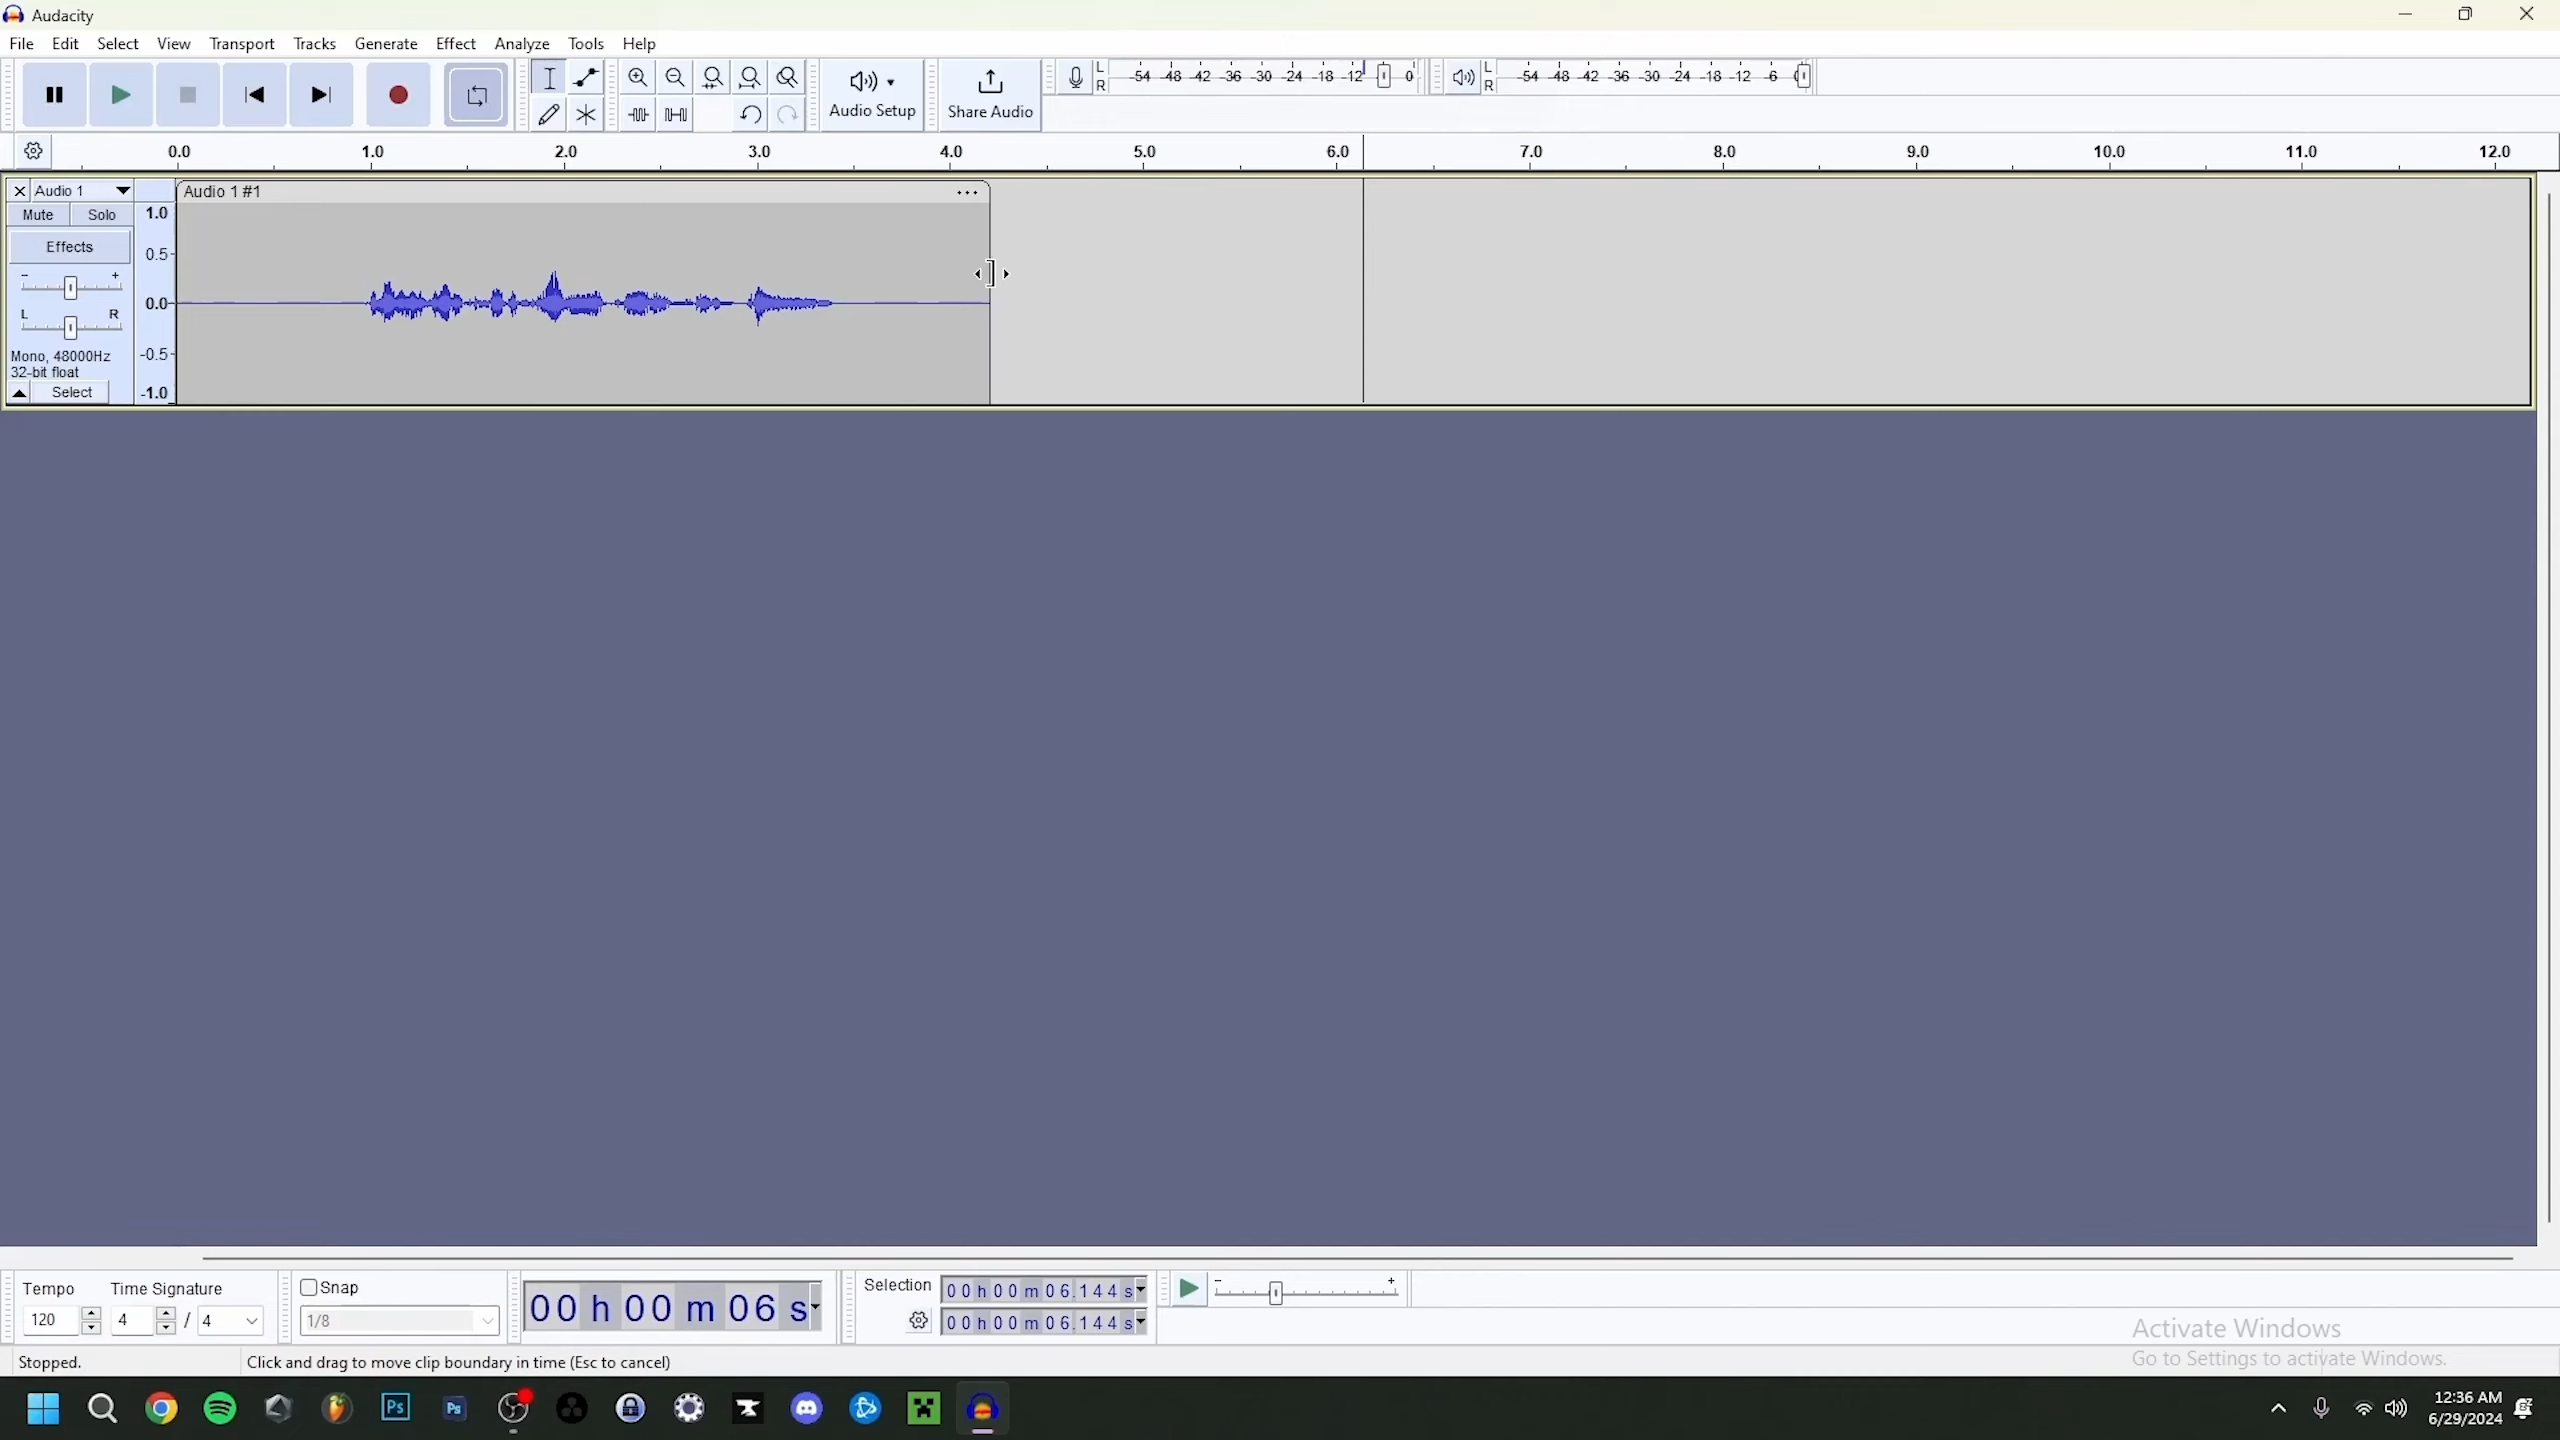 Audacity
File Edit Select View Transport Tracks Generate Effect Analyze Tools Help
Audio Setup
Share Audio
L R -54 -48 -42 -36 -30 -24 -18 -12 0
L R -54 -48 -42 -36 -30 -24 -18 -12 -6
0.0 1.0 2.0 3.0 4.0 5.0 6.0 7.0 8.0 9.0 10.0 11.0 12.0
Audio 1
Audio 1 #1
Mute Solo
Effects
- +
L R
Mono, 48000Hz
32-bit float
Select
1.0
0.5
0.0
-0.5
-1.0
Tempo
120
Time Signature
4 / 4
Snap
1/8
00 h 00 m 06 s
Selection
00 h 00 m 06.144 s
00 h 00 m 06.144 s
- +
Activate Windows
Go to Settings to activate Windows.
Stopped.
Click and drag to move clip boundary in time (Esc to cancel)
Ps
Ps
12:36 AM
6/29/2024